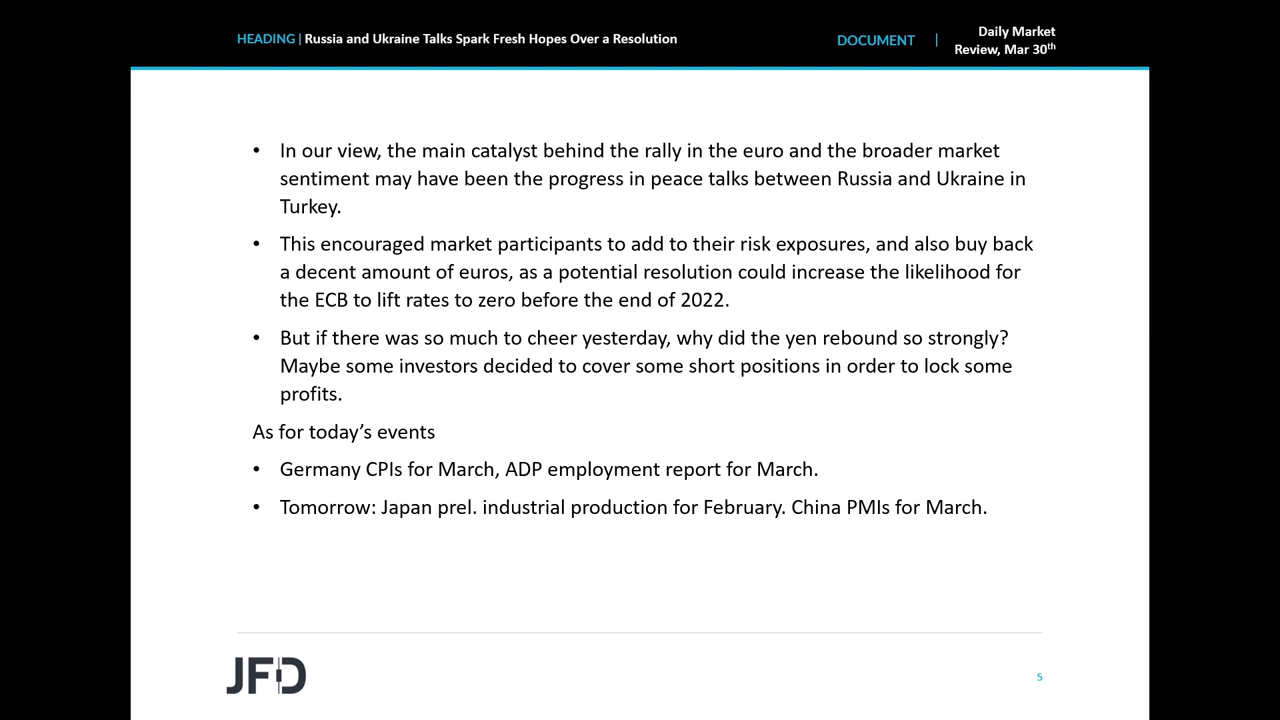 HEADING | Russia and Ukraine Talks Spark Fresh Hopes Over a Resolution
DOCUMENT |
Daily Market
Review, Mar 30th
• In our view, the main catalyst behind the rally in the euro and the broader market
sentiment may have been the progress in peace talks between Russia and Ukraine in
Turkey.
• This encouraged market participants to add to their risk exposures, and also buy back
a decent amount of euros, as a potential resolution could increase the likelihood for
the ECB to lift rates to zero before the end of 2022.
• But if there was so much to cheer yesterday, why did the yen rebound so strongly?
Maybe some investors decided to cover some short positions in order to lock some
profits.
As for today’s events
• Germany CPIs for March, ADP employment report for March.
• Tomorrow: Japan prel. industrial production for February. China PMIs for March.
JFD
5